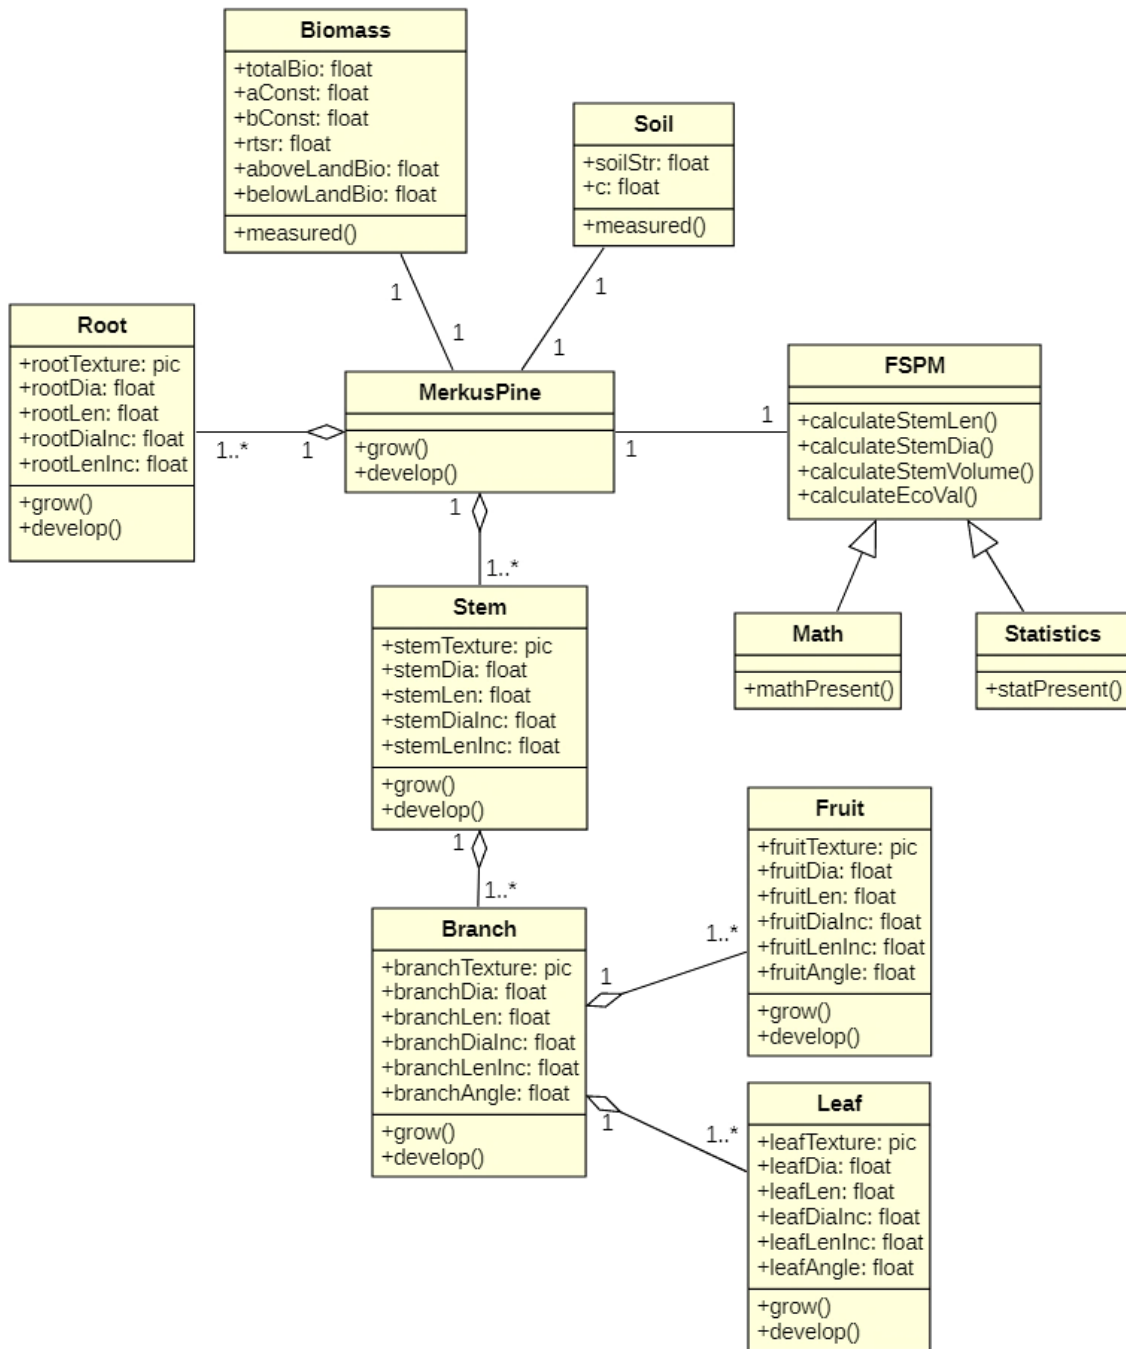 Biomass
+totalBio: float
+aConst: float
+bConst: float
+rtsr: float
+aboveLandBio: float
+belowLandBio: float
+measured()
Soil
+soilStr: float
+c: float
+measured()
1
1
1
1
Root
+rootTexture: pic
+rootDia: float
+rootLen: float
+rootDiaInc: float
+rootLenInc: float
+grow()
+develop()
1..*
1
MerkusPine
+grow()
+develop()
1
1
FSPM
+calculateStemLen()
+calculateStemDia()
+calculateStemVolume()
+calculateEcoVal()
1
1..*
Stem
+stemTexture: pic
+stemDia: float
+stemLen: float
+stemDiaInc: float
+stemLenInc: float
+grow()
+develop()
Math
+mathPresent()
Statistics
+statPresent()
1
1..*
Branch
+branchTexture: pic
+branchDia: float
+branchLen: float
+branchDiaInc: float
+branchLenInc: float
+branchAngle: float
+grow()
+develop()
1
1..*
Fruit
+fruitTexture: pic
+fruitDia: float
+fruitLen: float
+fruitDiaInc: float
+fruitLenInc: float
+fruitAngle: float
+grow()
+develop()
1
1..*
Leaf
+leafTexture: pic
+leafDia: float
+leafLen: float
+leafDiaInc: float
+leafLenInc: float
+leafAngle: float
+grow()
+develop()